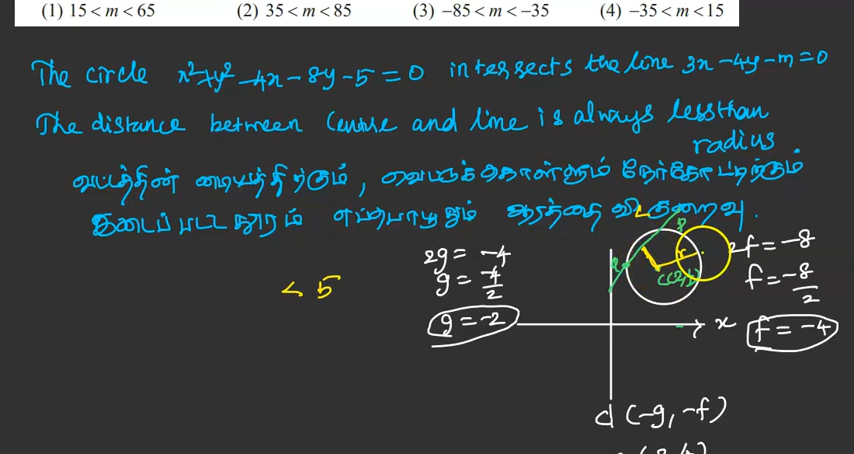 (1) 15 < m < 65 (2) 35 < m < 85 (3) −85 < m < −35 (4) −35 < m < 15
The circle x²+y²-4x-8y-5=0 intersects the line 3x-4y-m=0
The distance between Centre and line is always lessthan
radius
வட்டத்தின் மையத்திற்கும், வெட்டிக்கொள்ளும் நேர்கோட்டிற்கும்
இடைப்பட்ட தூரம் எப்பொழுதும் ஆரத்தை விட குறைவு.
2g = -4
g = -4/2
g = -2
< 5
L
r
x
2f = -8
f = -8/2
f = -4
(-g, -f)